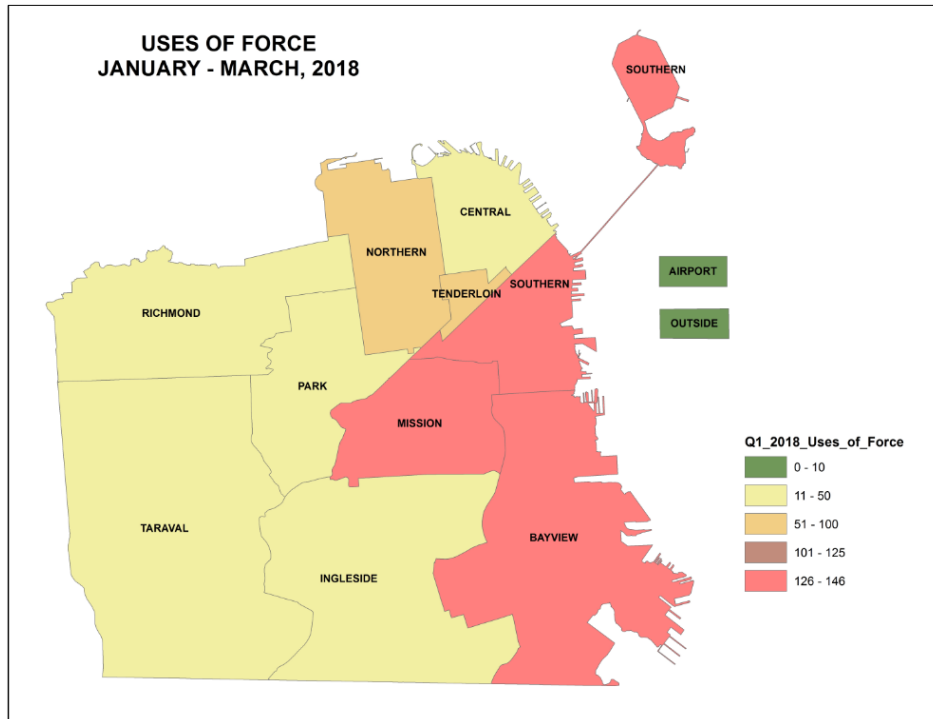 USES OF FORCE
JANUARY - MARCH, 2018
SOUTHERN
CENTRAL
NORTHERN
AIRPORT
TENDERLOIN
SOUTHERN
RICHMOND
OUTSIDE
PARK
MISSION
Q1_2018_Uses_of_Force
0 - 10
11 - 50
51 - 100
101 - 125
126 - 146
TARAVAL
BAYVIEW
INGLESIDE